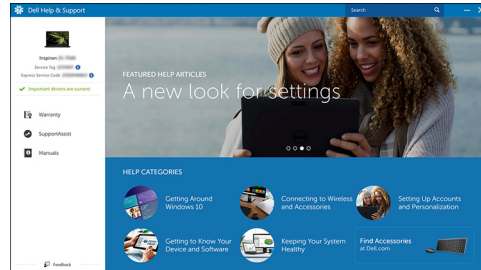 Dell Help & Support
Search
Inspiron
Service Tag
Express Service Code
Important drivers are current
Warranty
SupportAssist
Manuals
Feedback
FEATURED HELP ARTICLES
A new look for settings
HELP CATEGORIES
Getting Around
Windows 10
Connecting to Wireless
and Accessories
Setting Up Accounts
and Personalization
Getting to Know Your
Device and Software
Keeping Your System
Healthy
Find Accessories
at Dell.com